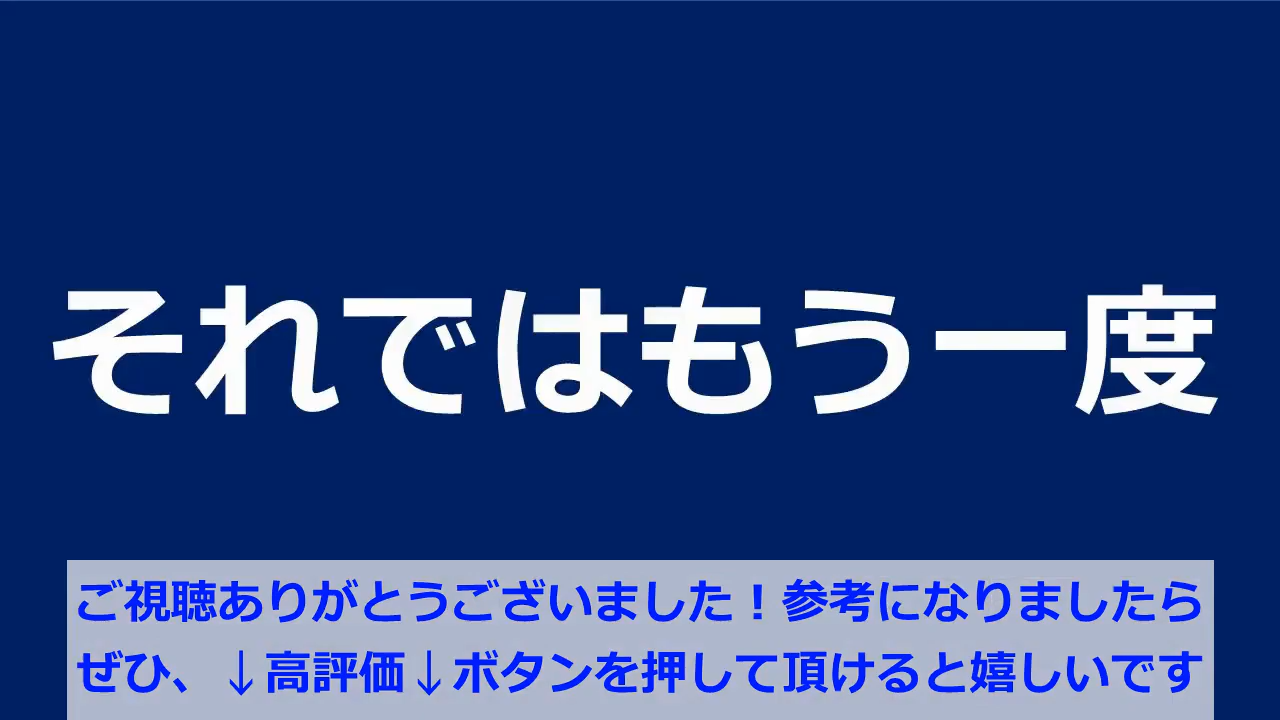 それではもう一度
ご視聴ありがとうございました！参考になりましたら
ぜひ、↓高評価↓ボタンを押して頂けると嬉しいです